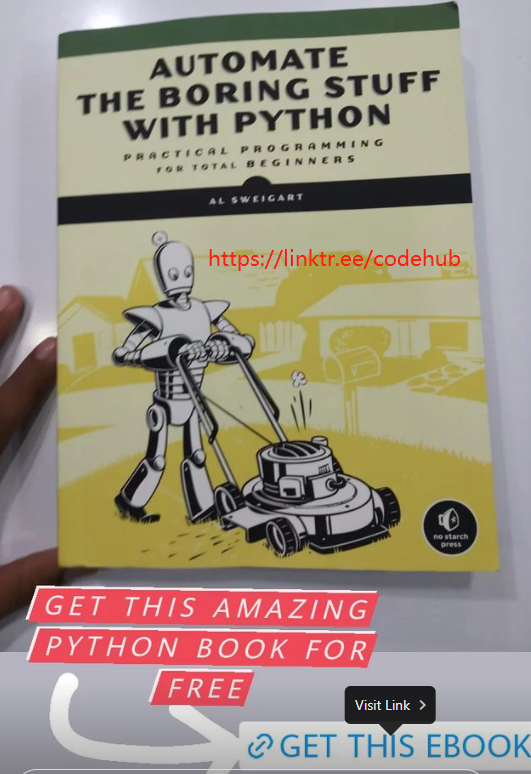 AUTOMATE
THE BORING STUFF
WITH PYTHON
PRACTICAL PROGRAMMING
FOR TOTAL BEGINNERS
AL SWEIGART
https://linktr.ee/codehub
no starch
press
GET THIS AMAZING
PYTHON BOOK FOR
FREE
Visit Link >
GET THIS EBOOK